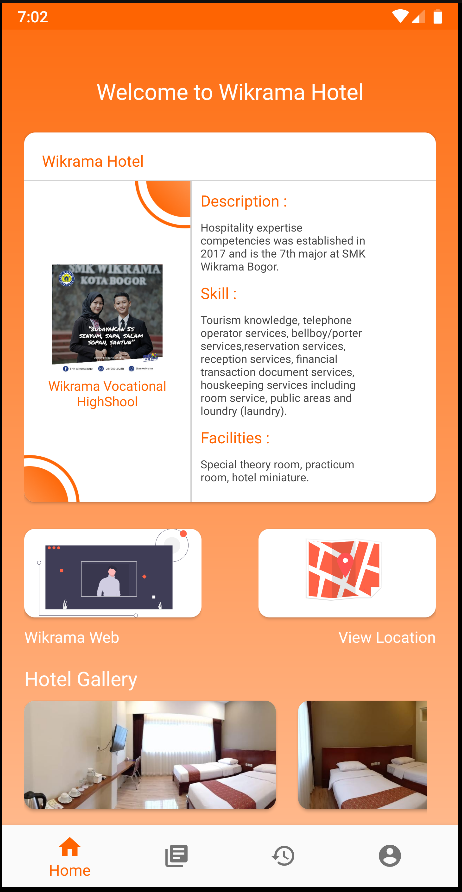 7:02
Welcome to Wikrama Hotel
Wikrama Hotel
SMK WIKRAMA
KOTA BOGOR
"BUDAYAKAN 5S
SENYUM, SAPA, SALAM
SOPAN, SANTUN"
Wikrama Vocational
HighShool
Description :
Hospitality expertise
competencies was established in
2017 and is the 7th major at SMK
Wikrama Bogor.
Skill :
Tourism knowledge, telephone
operator services, bellboy/porter
services,reservation services,
reception services, financial
transaction document services,
houskeeping services including
room service, public areas and
loundry (laundry).
Facilities :
Special theory room, practicum
room, hotel miniature.
Wikrama Web
View Location
Hotel Gallery
Home